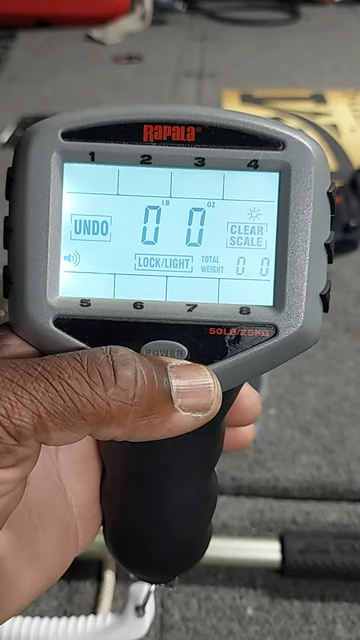 RAPALA®
1 2 3 4
LB OZ
UNDO 0 0 CLEAR SCALE
LOCK/LIGHT TOTAL WEIGHT 0.0
5 6 7 8
50LB/25KG
POWER